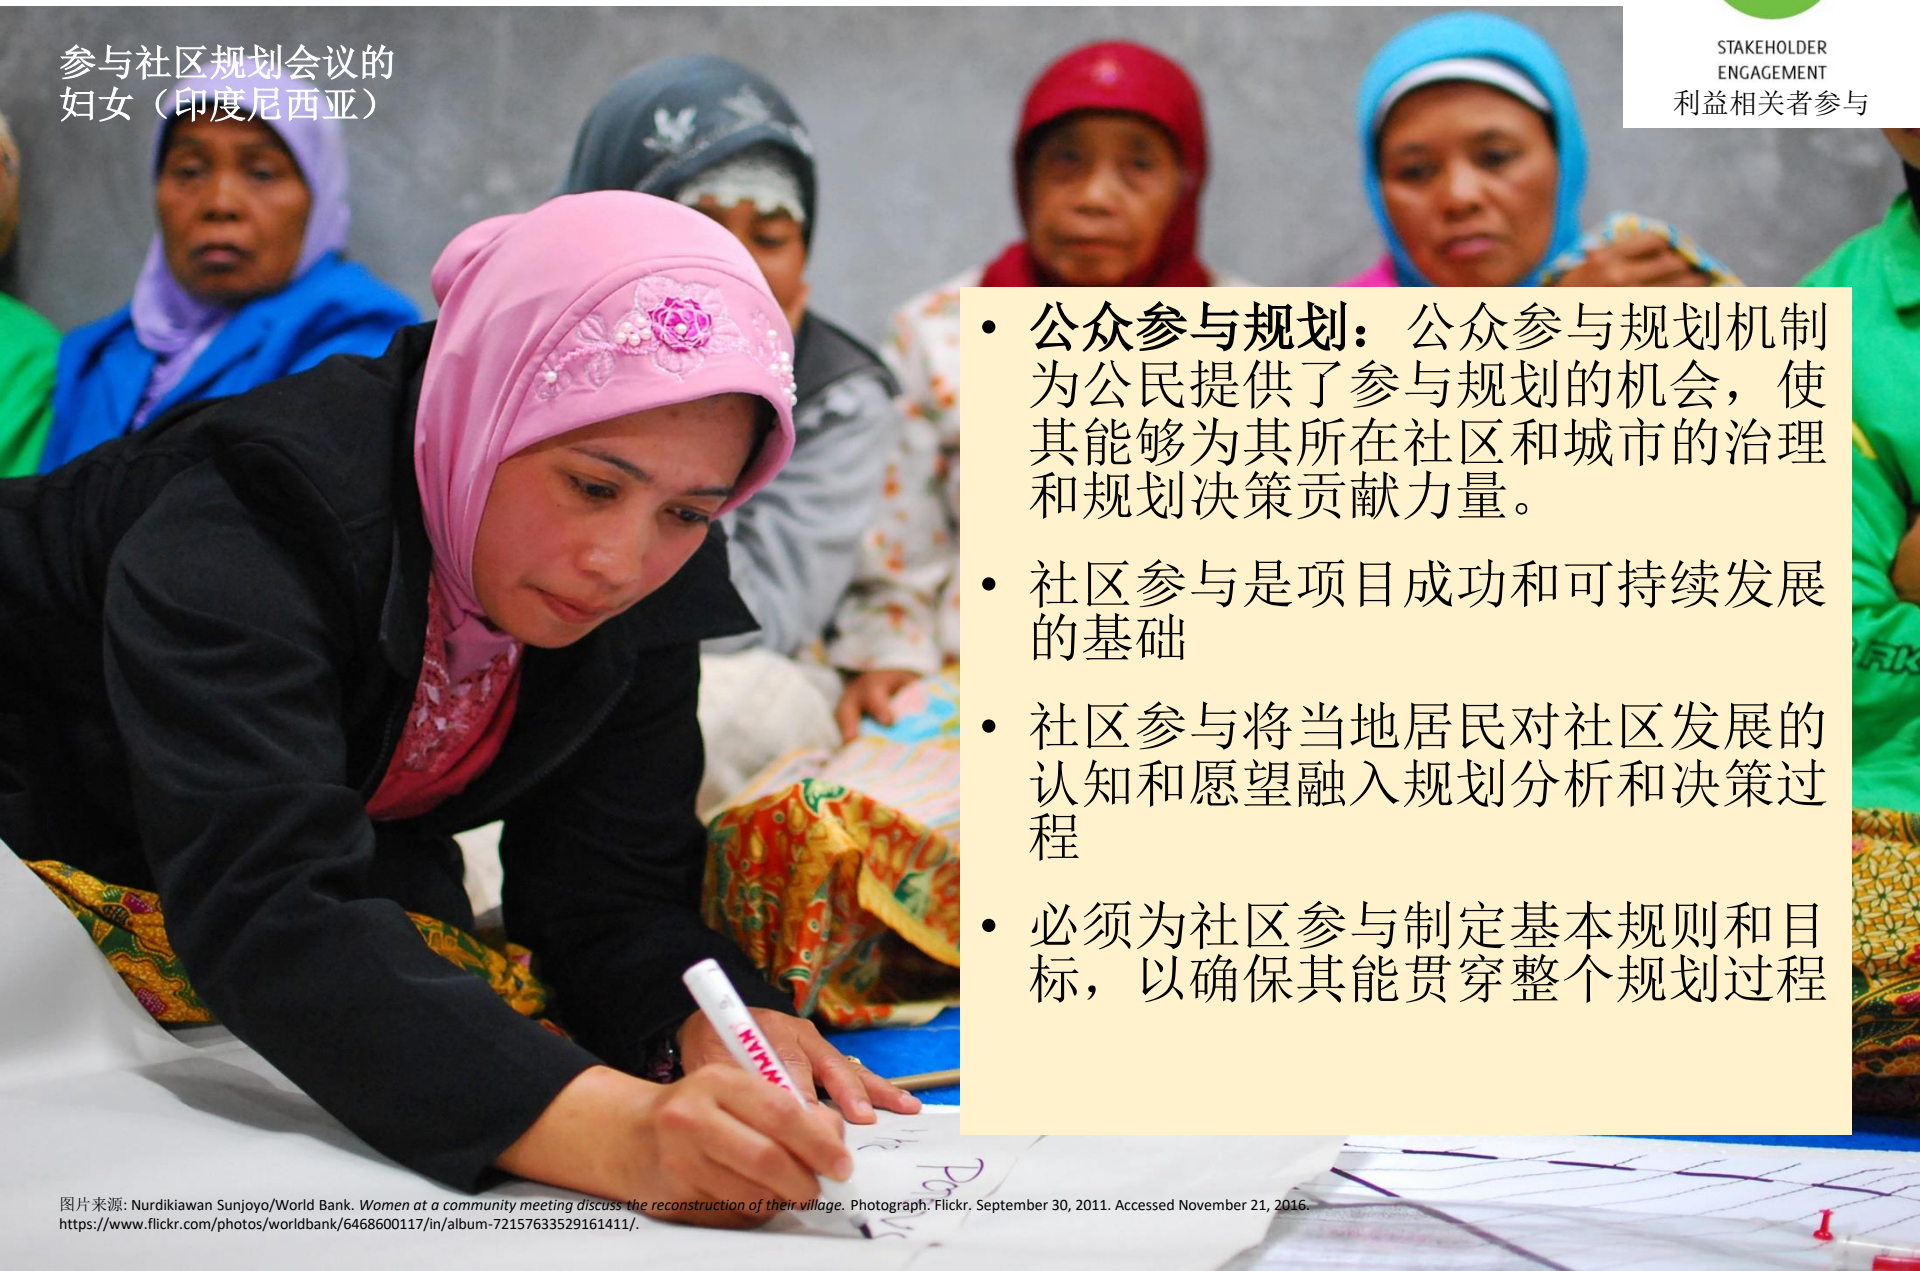 参与社区规划会议的
妇女（印度尼西亚）
STAKEHOLDER
ENGAGEMENT
利益相关者参与
• 公众参与规划：公众参与规划机制
为公民提供了参与规划的机会，使
其能够为其所在社区和城市的治理
和规划决策贡献力量。
• 社区参与是项目成功和可持续发展
的基础
• 社区参与将当地居民对社区发展的
认知和愿望融入规划分析和决策过
程
• 必须为社区参与制定基本规则和目
标，以确保其能贯穿整个规划过程
图片来源: Nurdikiawan Sunjoyo/World Bank. Women at a community meeting discuss the reconstruction of their village. Photograph. Flickr. September 30, 2011. Accessed November 21, 2016.
https://www.flickr.com/photos/worldbank/6468600117/in/album-72157633529161411/.